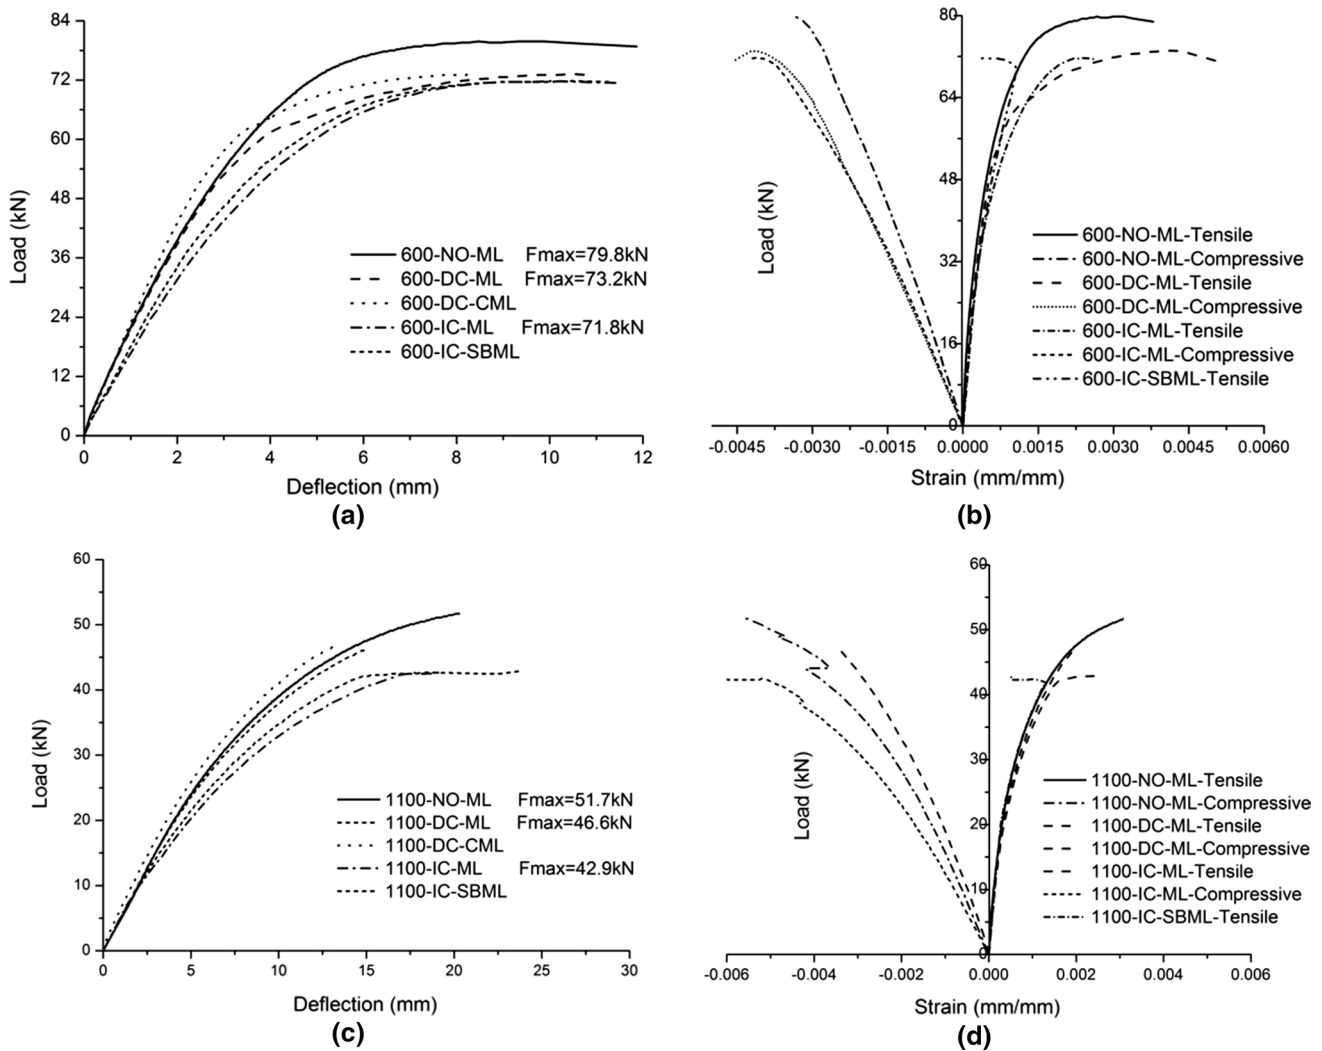 84
72
60
48
36
24
12
0
Load (kN)
600-NO-ML Fmax=79.8kN
600-DC-ML Fmax=73.2kN
600-DC-CML
600-IC-ML Fmax=71.8kN
600-IC-SBML
0 2 4 6 8 10 12
Deflection (mm)
(a)
80
64
48
32
16
0
Load (kN)
600-NO-ML-Tensile
600-NO-ML-Compressive
600-DC-ML-Tensile
600-DC-ML-Compressive
600-IC-ML-Tensile
600-IC-ML-Compressive
600-IC-SBML-Tensile
-0.0045 -0.0030 -0.0015 0.0000 0.0015 0.0030 0.0045 0.0060
Strain (mm/mm)
(b)
60
50
40
30
20
10
0
Load (kN)
1100-NO-ML Fmax=51.7kN
1100-DC-ML Fmax=46.6kN
1100-DC-CML
1100-IC-ML Fmax=42.9kN
1100-IC-SBML
0 5 10 15 20 25 30
Deflection (mm)
(c)
60
50
40
30
20
10
0
Load (kN)
1100-NO-ML-Tensile
1100-NO-ML-Compressive
1100-DC-ML-Tensile
1100-DC-ML-Compressive
1100-IC-ML-Tensile
1100-IC-ML-Compressive
1100-IC-SBML-Tensile
-0.006 -0.004 -0.002 0.000 0.002 0.004 0.006
Strain (mm/mm)
(d)